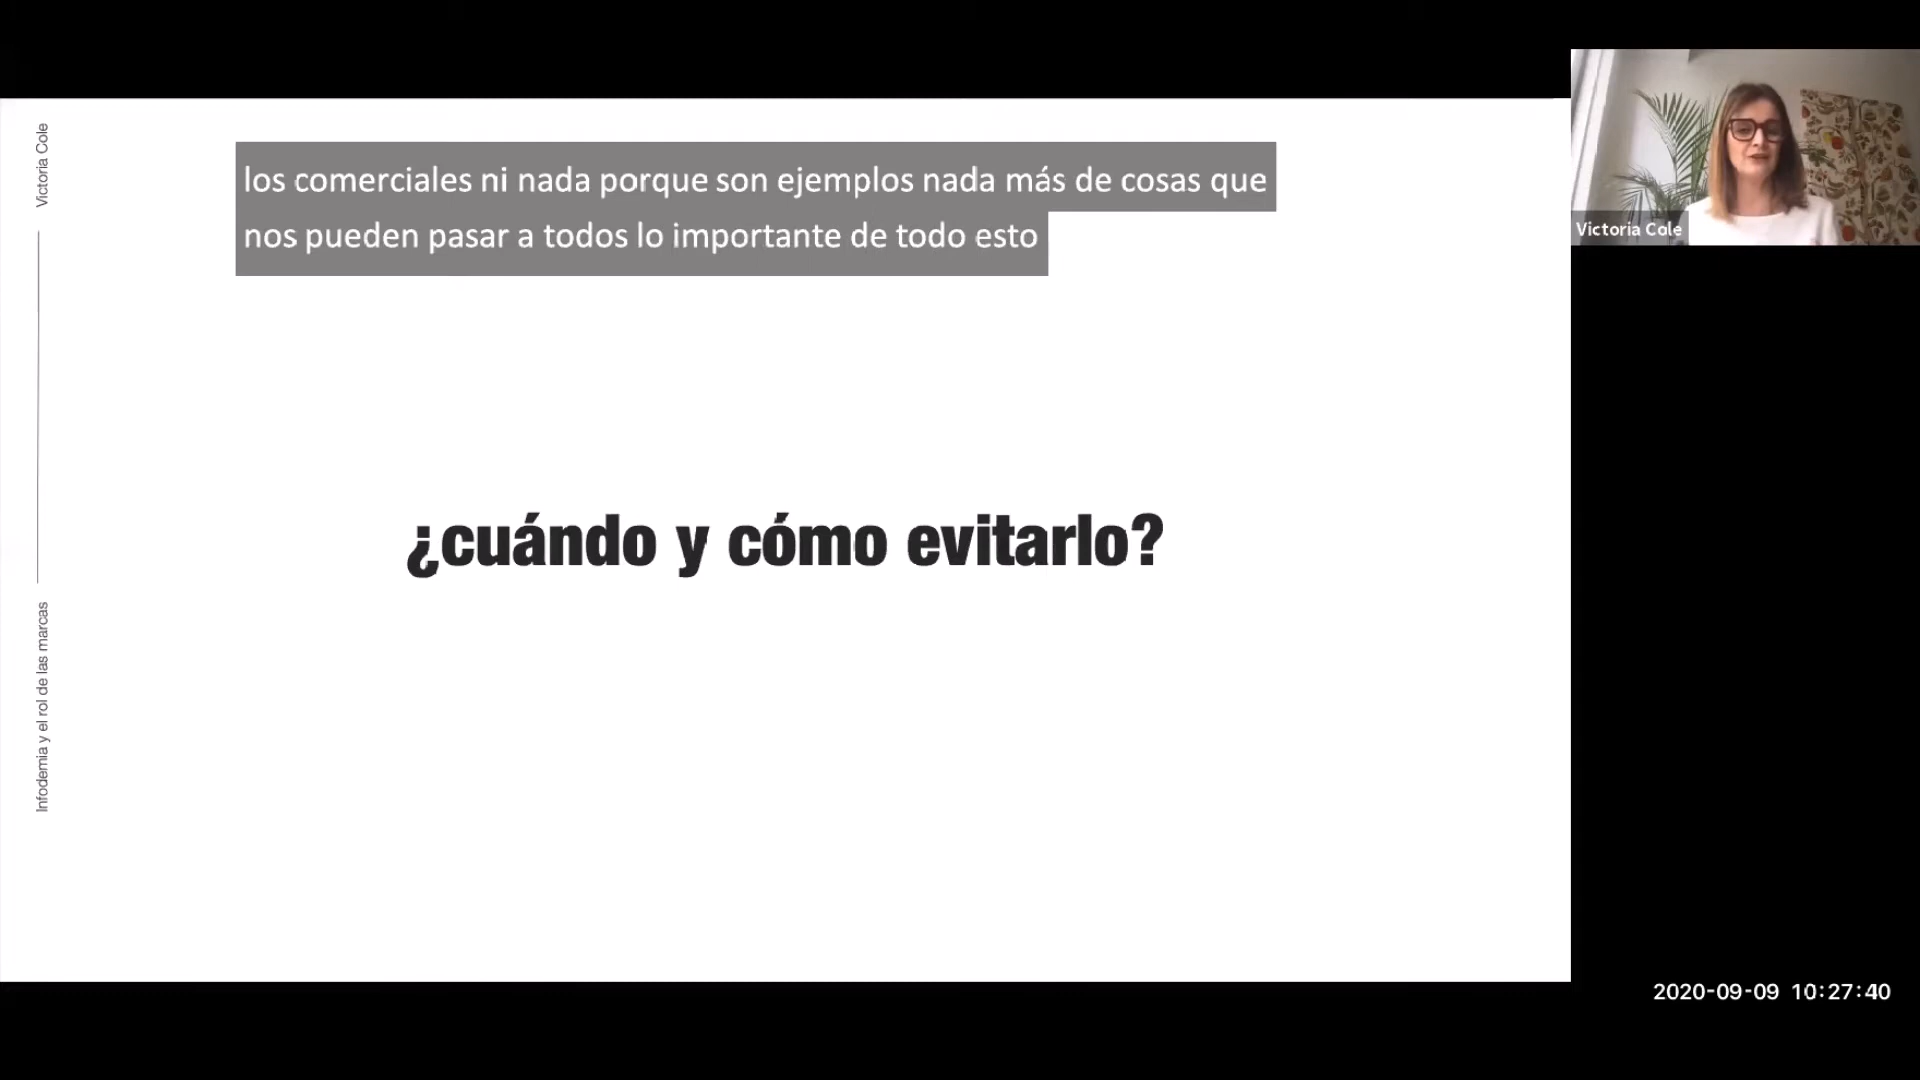 Victoria Cole
Infodemia y el rol de las marcas
los comerciales ni nada porque son ejemplos nada más de cosas que
nos pueden pasar a todos lo importante de todo esto
¿cuándo y cómo evitarlo?
Victoria Cole
2020-09-09 10:27:40